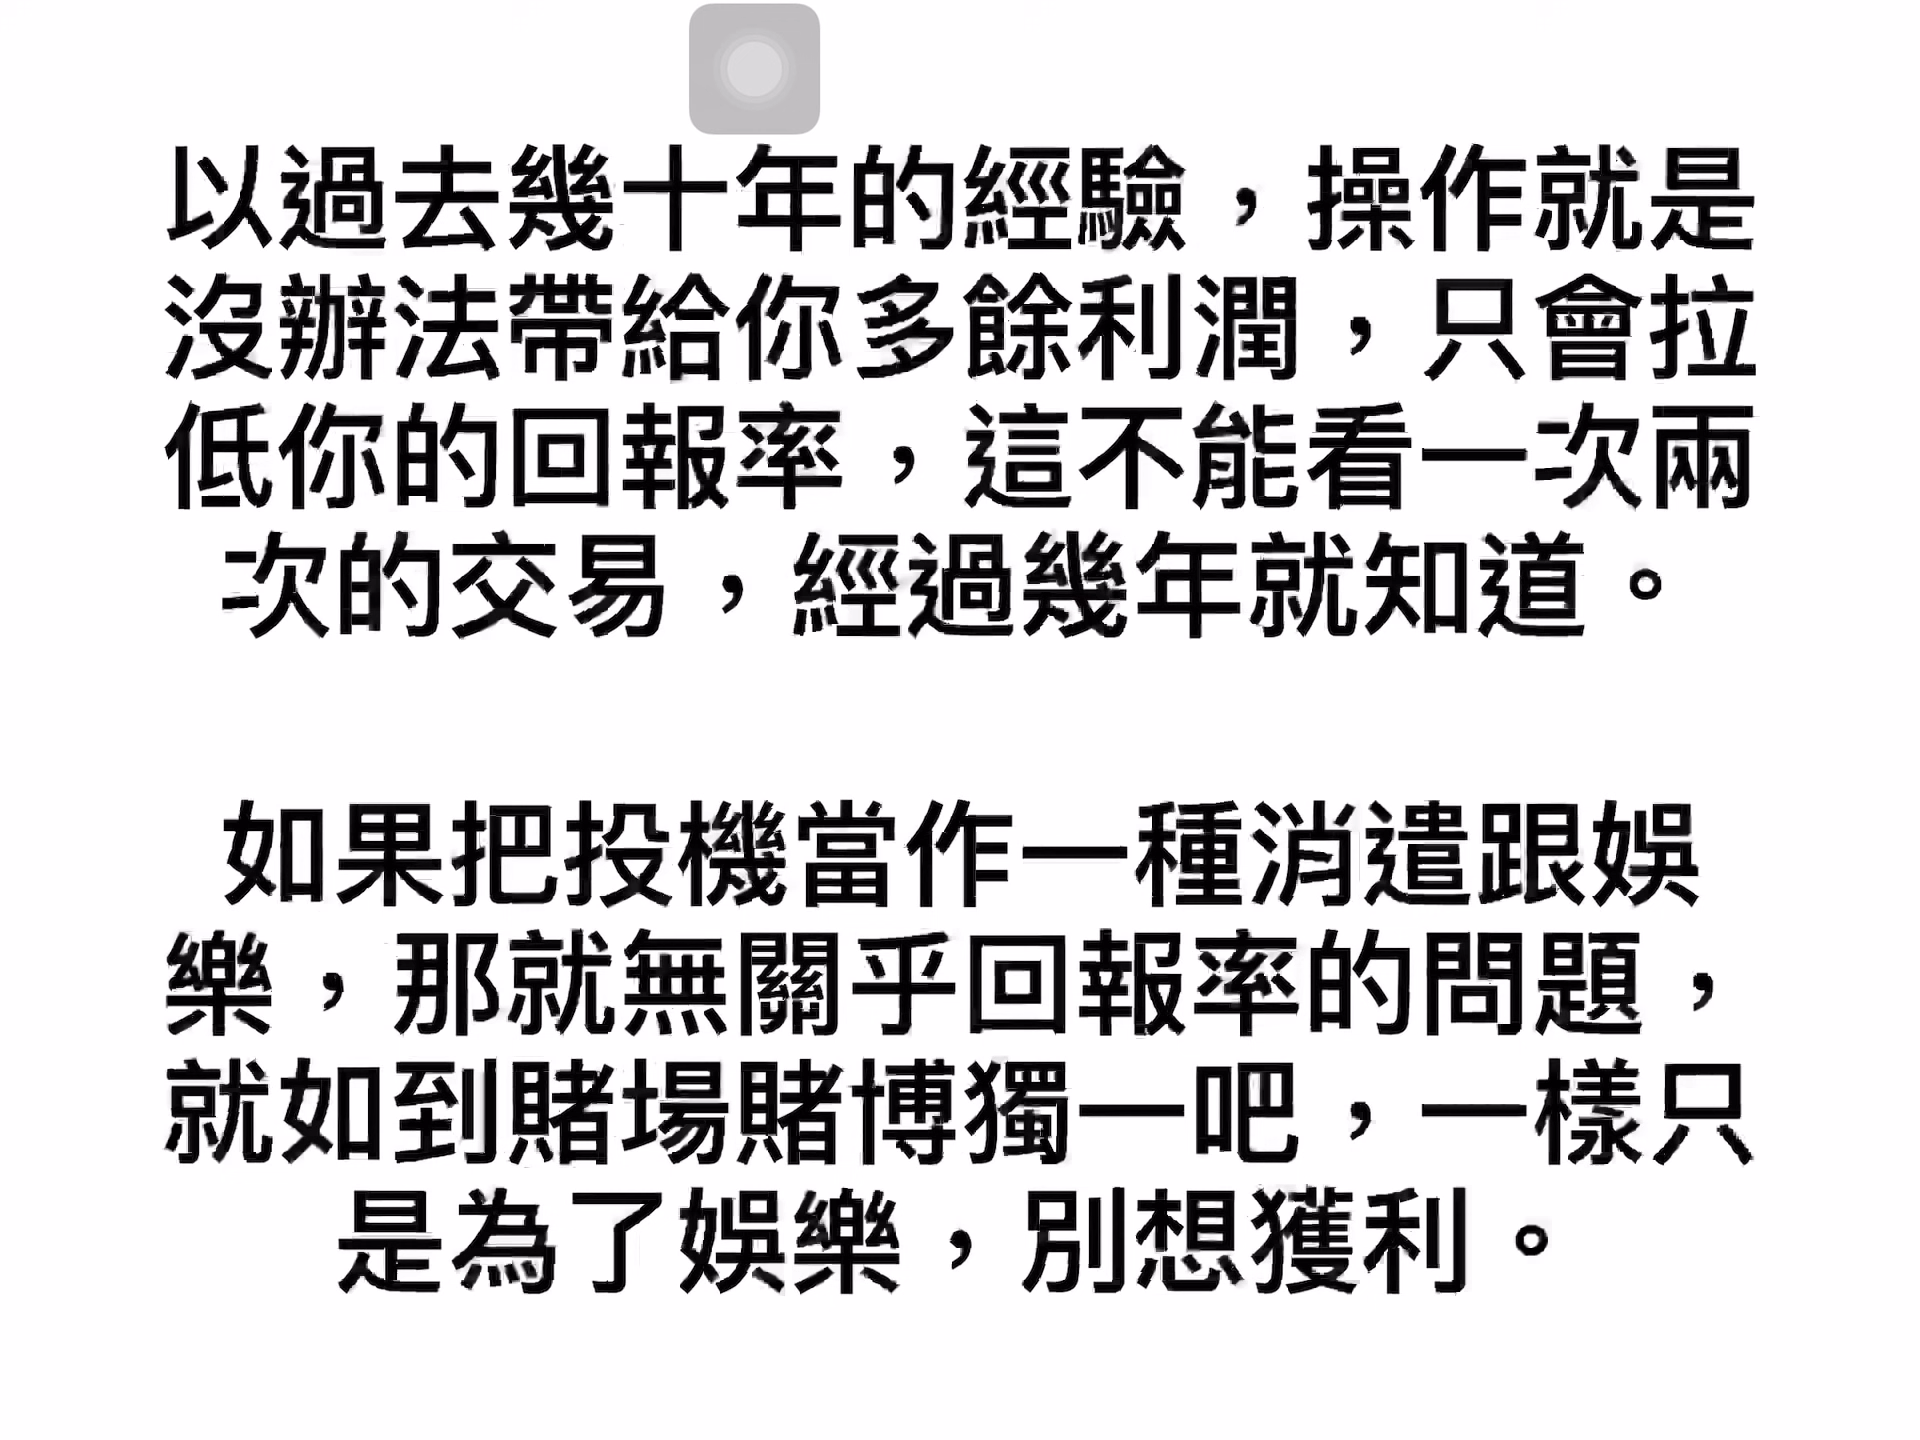 以過去幾十年的經驗，操作就是
沒辦法帶給你多餘利潤，只會拉
低你的回報率，這不能看一次兩
次的交易，經過幾年就知道。
如果把投機當作一種消遣跟娛
樂，那就無關乎回報率的問題，
就如到賭場賭博獨一吧，一樣只
是為了娛樂，別想獲利。